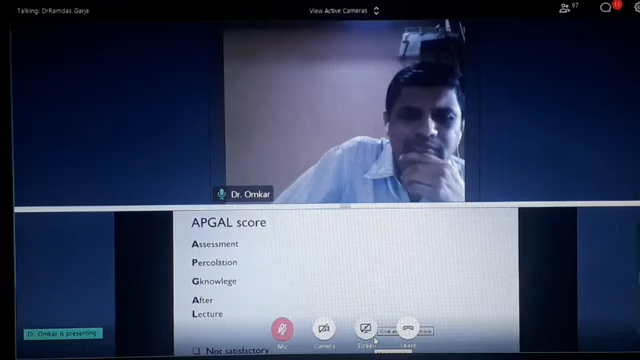 Talking: DrRamdas Garje
View Active Cameras
97
11
Dr. Omkar
APGAL score
Assessment
Percolation
Gknowlege
After
Lecture
Not satisfactory
Mic
Camera
Screen
Leave
Dr. Omkar is presenting